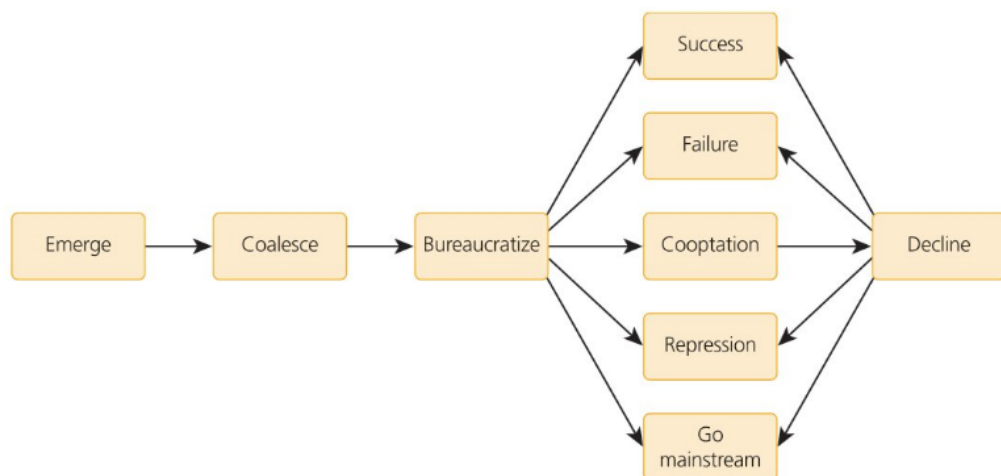 Success
Failure
Emerge
Coalesce
Bureaucratize
Cooptation
Decline
Repression
Go
mainstream